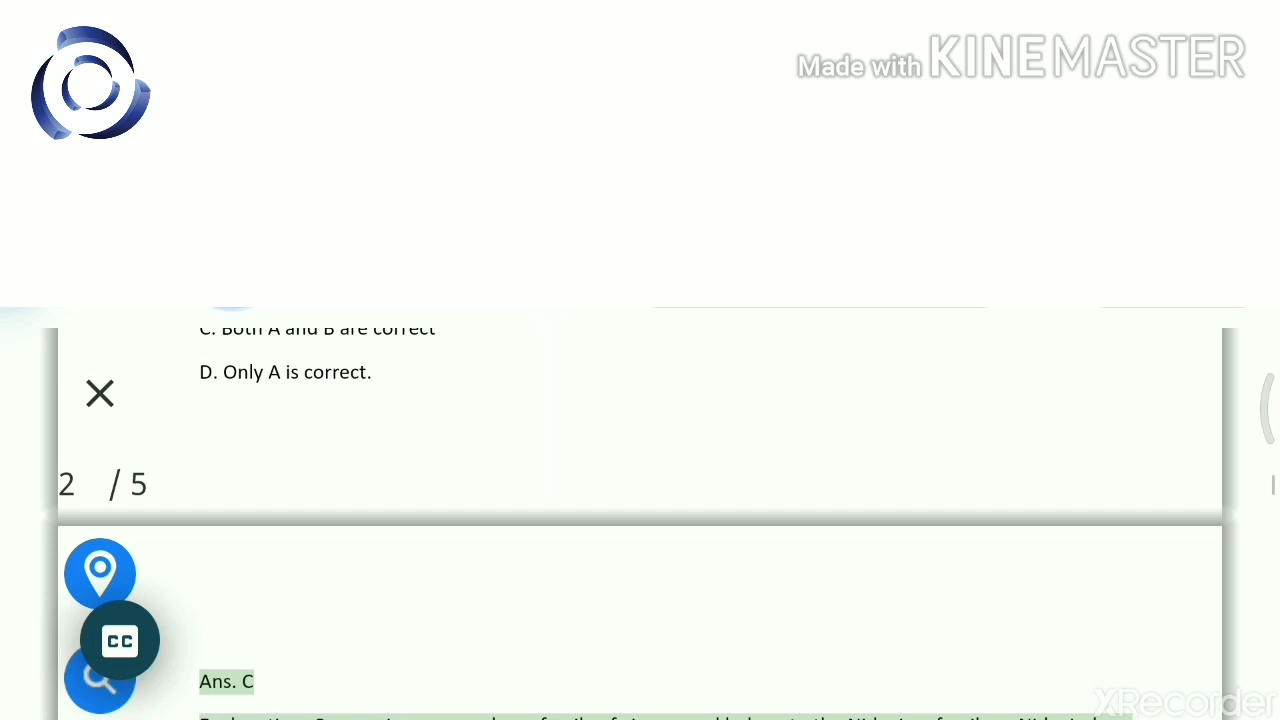 Made with KINEMASTER
C. Both A and B are correct
D. Only A is correct.
2 / 5
CC
Ans. C
XRecorder